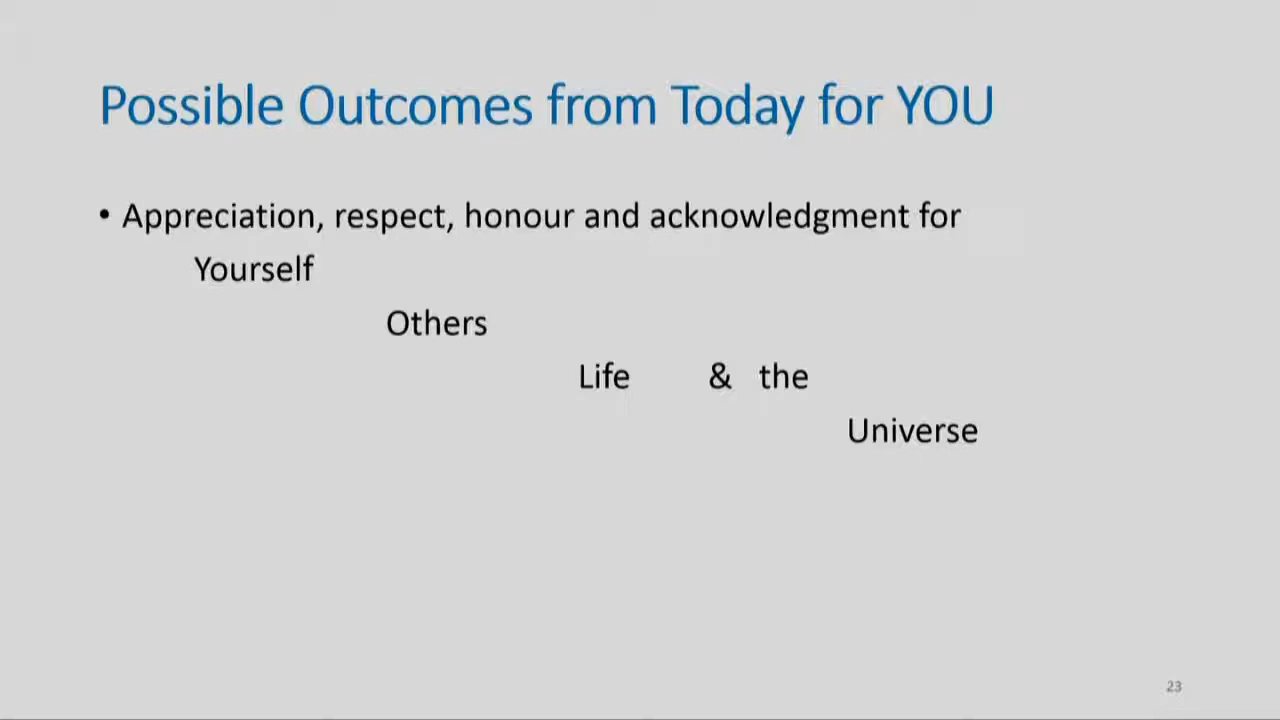 Possible Outcomes from Today for YOU
• Appreciation, respect, honour and acknowledgment for
Yourself
Others
Life & the
Universe
23